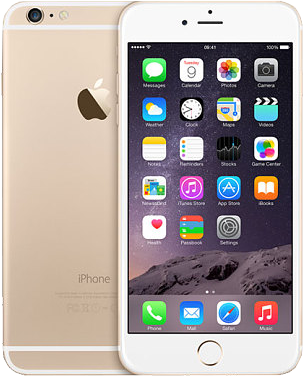 09:41
100%
Tuesday
9
Messages
Calendar
Photos
Camera
Weather
Clock
Maps
Videos
Notes
Reminders
Stocks
Game Center
Newsstand
iTunes Store
App Store
iBooks
Health
Passbook
Settings
Phone
Mail
Safari
Music
iPhone